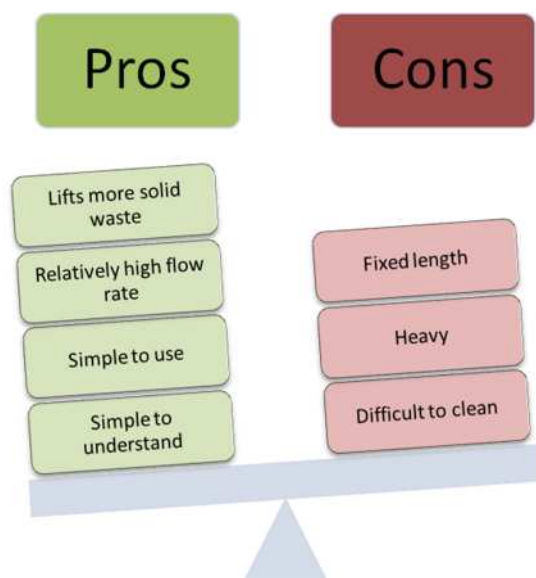 Pros
Cons
Lifts more solid
waste
Relatively high flow
rate
Simple to use
Simple to
understand
Fixed length
Heavy
Difficult to clean